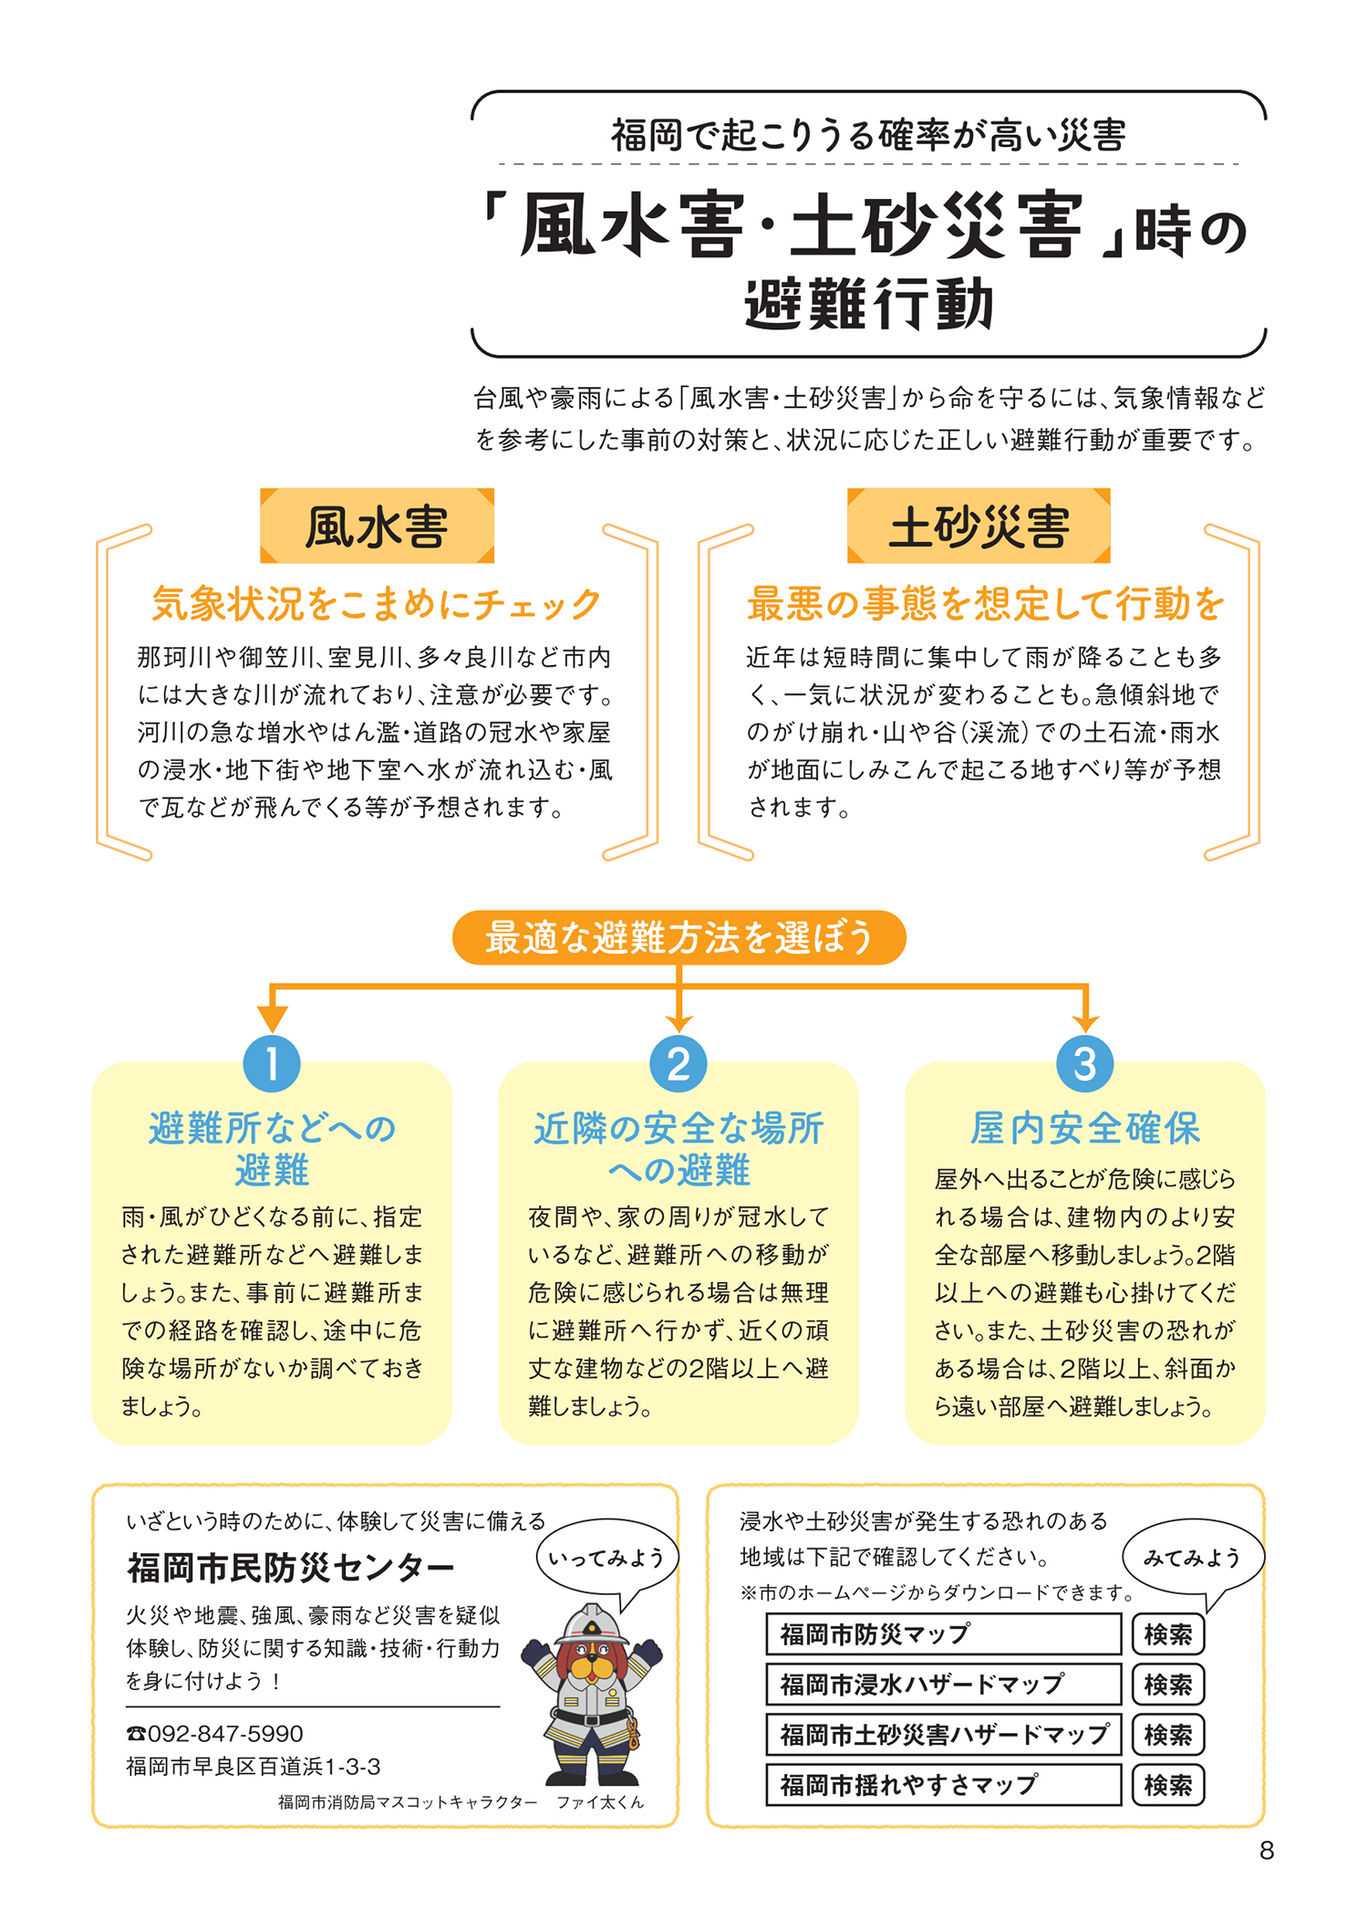 福岡で起こりうる確率が高い災害
「風水害・土砂災害」時の
避難行動
台風や豪雨による「風水害・土砂災害」から命を守るには、気象情報など
を参考にした事前の対策と、状況に応じた正しい避難行動が重要です。
風水害
気象状況をこまめにチェック
那珂川や御笠川、室見川、多々良川など市内
には大きな川が流れており、注意が必要です。
河川の急な増水やはん濫・道路の冠水や家屋
の浸水・地下街や地下室へ水が流れ込む・風
で瓦などが飛んでくる等が予想されます。
土砂災害
最悪の事態を想定して行動を
近年は短時間に集中して雨が降ることも多
く、一気に状況が変わることも。急傾斜地で
のがけ崩れ・山や谷(渓流)での土石流・雨水
が地面にしみこんで起こる地すべり等が予想
されます。
最適な避難方法を選ぼう
1
避難所などへの
避難
雨・風がひどくなる前に、指定
された避難所などへ避難しま
しょう。また、事前に避難所ま
での経路を確認し、途中に危
険な場所がないか調べておき
ましょう。
2
近隣の安全な場所
への避難
夜間や、家の周りが冠水して
いるなど、避難所への移動が
危険に感じられる場合は無理
に避難所へ行かず、近くの頑
丈な建物などの2階以上へ避
難しましょう。
3
屋内安全確保
屋外へ出ることが危険に感じら
れる場合は、建物内のより安
全な部屋へ移動しましょう。2階
以上への避難も心掛けてくだ
さい。また、土砂災害の恐れが
ある場合は、2階以上、斜面か
ら遠い部屋へ避難しましょう。
いざという時のために、体験して災害に備える
福岡市民防災センター
いってみよう
火災や地震、強風、豪雨など災害を疑似
体験し、防災に関する知識・技術・行動力
を身に付けよう！
☎092-847-5990
福岡市早良区百道浜1-3-3
福岡市消防局マスコットキャラクター　ファイ太くん
浸水や土砂災害が発生する恐れのある
地域は下記で確認してください。
※市のホームページからダウンロードできます。
みてみよう
福岡市防災マップ 検索
福岡市浸水ハザードマップ 検索
福岡市土砂災害ハザードマップ 検索
福岡市揺れやすさマップ 検索
8